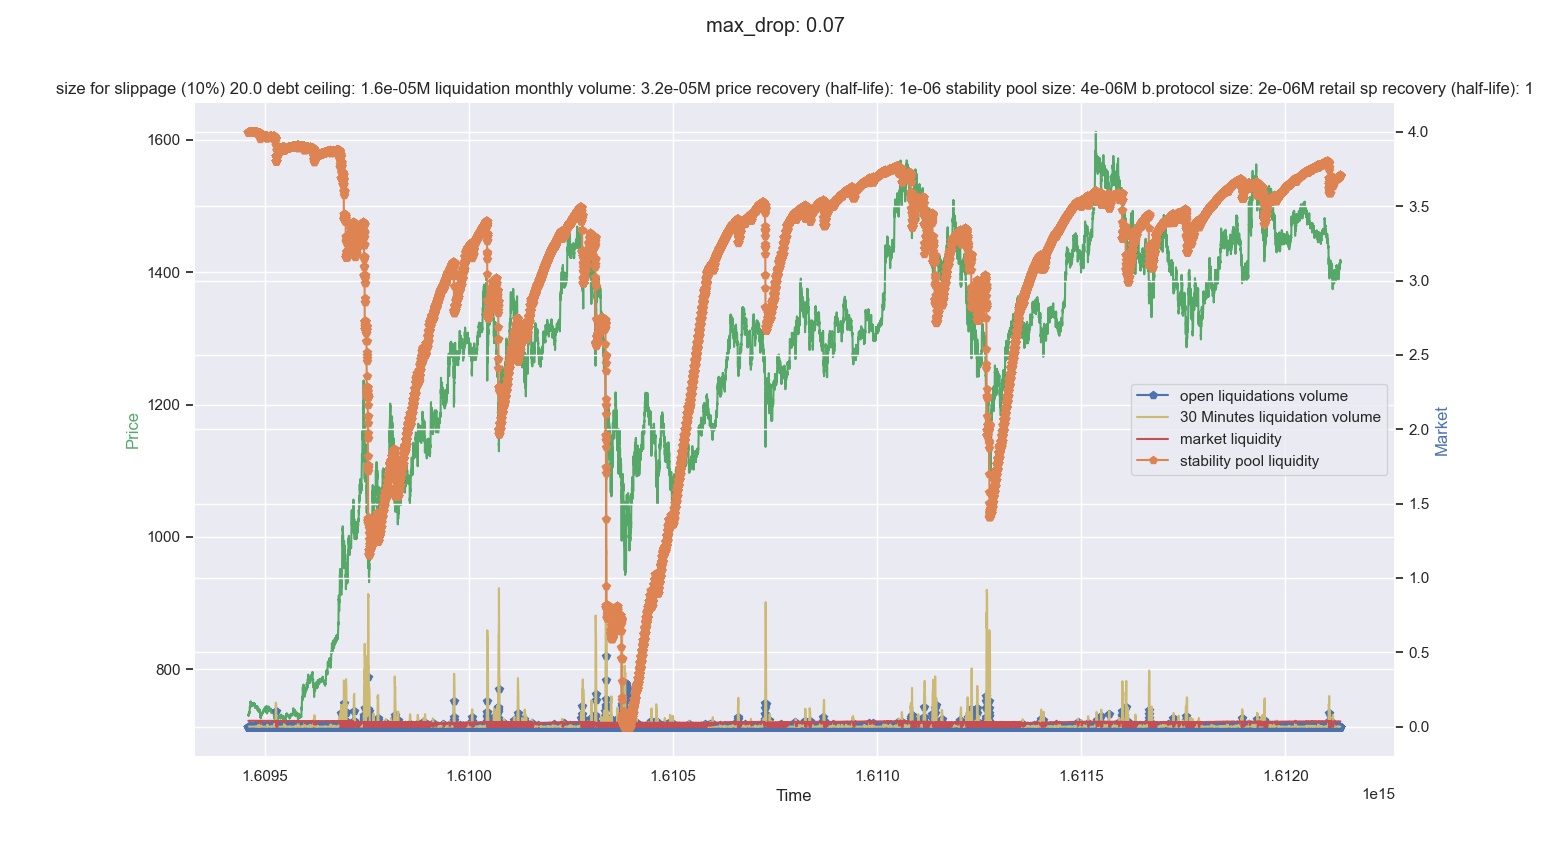 max_drop: 0.07
size for slippage (10%) 20.0 debt ceiling: 1.6e-05M liquidation monthly volume: 3.2e-05M price recovery (half-life): 1e-06 stability pool size: 4e-06M b.protocol size: 2e-06M retail sp recovery (half-life): 1
1600
1400
1200
1000
800
Price
4.0
3.5
3.0
2.5
2.0
1.5
1.0
0.5
0.0
Market
open liquidations volume
30 Minutes liquidation volume
market liquidity
stability pool liquidity
1.6095
1.6100
1.6105
1.6110
1.6115
1.6120
Time
1e15